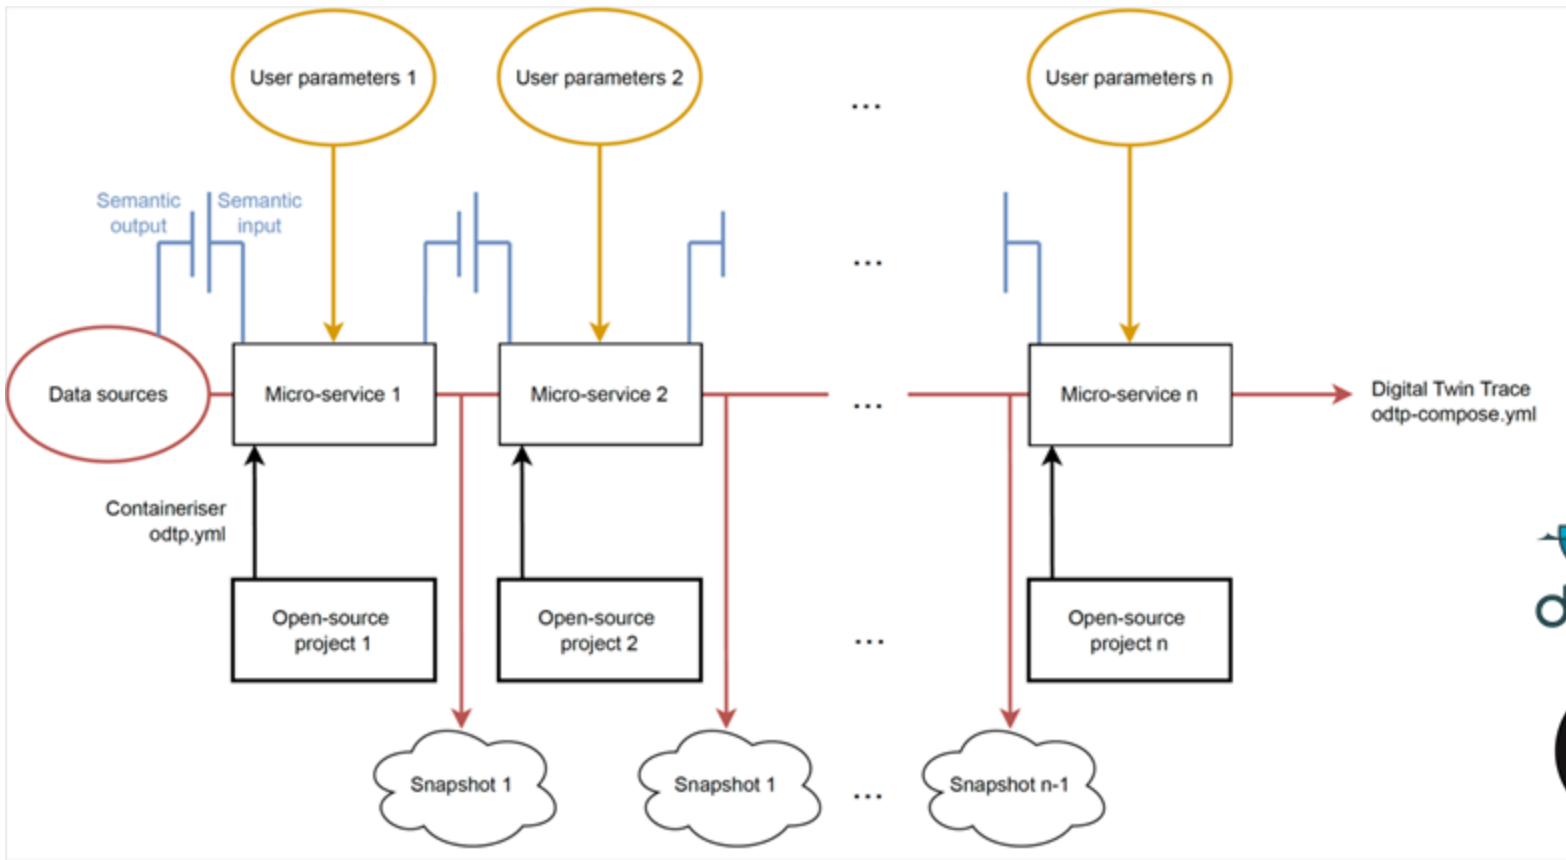 User parameters 1
User parameters 2
User parameters n
...
Semantic
output
Semantic
input
...
Data sources
Micro-service 1
Micro-service 2
...
Micro-service n
Digital Twin Trace
odtp-compose.yml
Containeriser
odtp.yml
Open-source
project 1
Open-source
project 2
...
Open-source
project n
Snapshot 1
Snapshot 1
...
Snapshot n-1